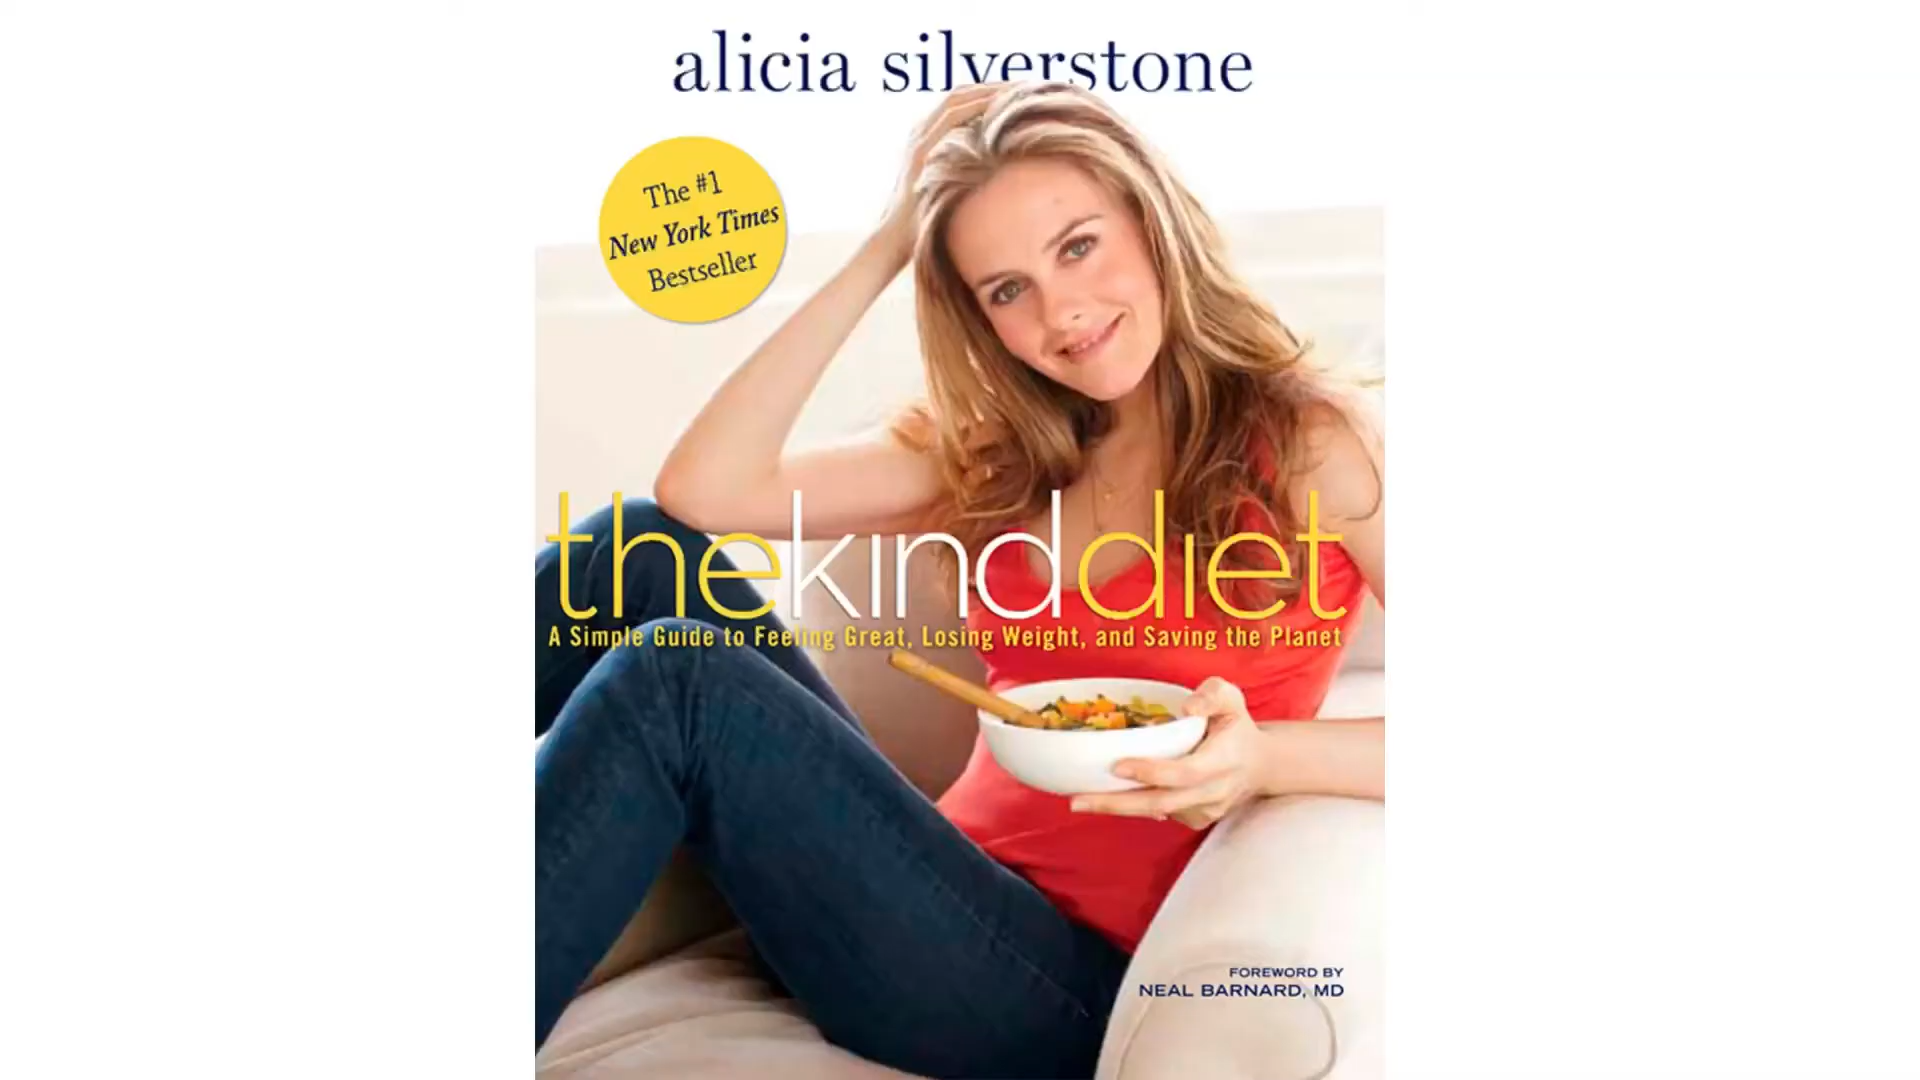 alicia silverstone
The #1
New York Times
Bestseller
thekinddiet
A Simple Guide to Feeling Great, Losing Weight, and Saving the Planet
FOREWORD BY
NEAL BARNARD, MD